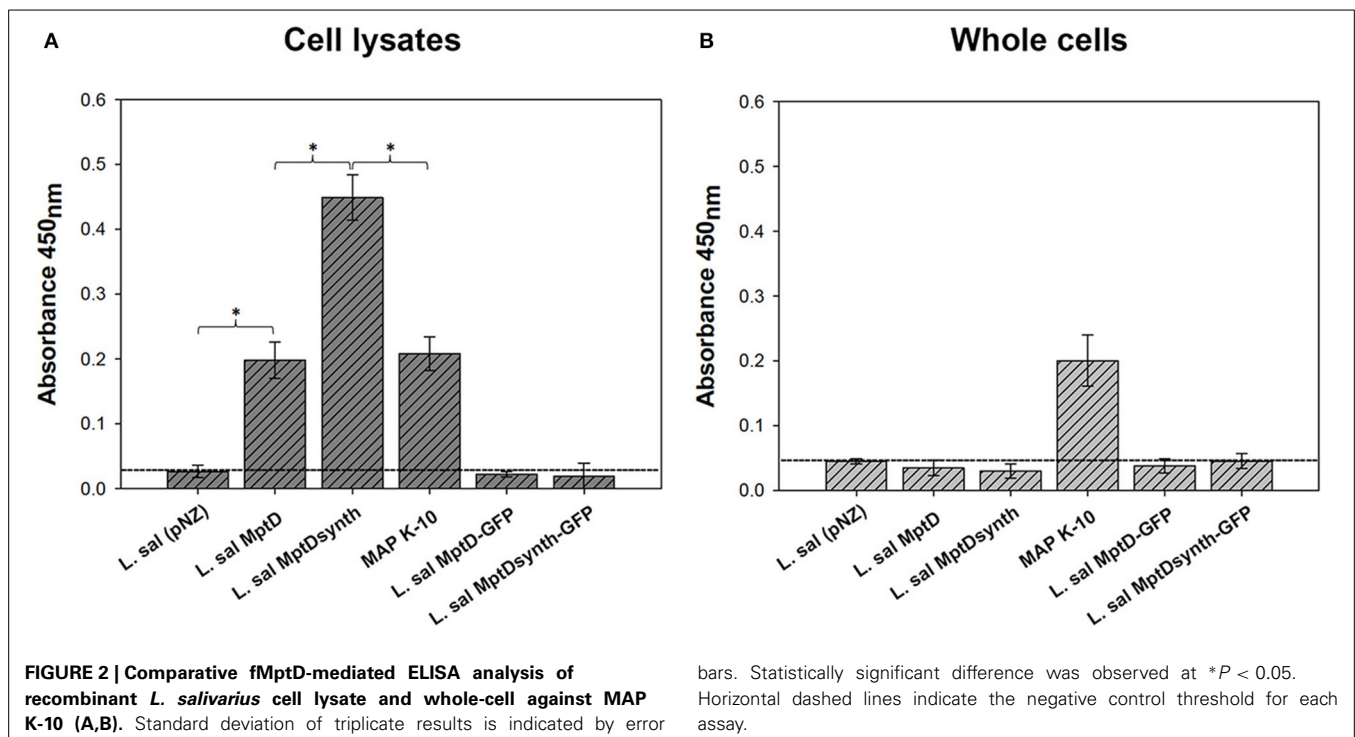 A
Cell lysates
0.6
0.5
0.4
0.3
0.2
0.1
0.0
Absorbance 450nm
*
*
*
L. sal (pNZ)
L. sal MptD
L. sal MptDsynth
MAP K-10
L. sal MptD-GFP
L. sal MptDsynth-GFP
B
Whole cells
0.6
0.5
0.4
0.3
0.2
0.1
0.0
Absorbance 450nm
L. sal (pNZ)
L. sal MptD
L. sal MptDsynth
MAP K-10
L. sal MptD-GFP
L. sal MptDsynth-GFP
FIGURE 2 | Comparative fMptD-mediated ELISA analysis of
recombinant L. salivarius cell lysate and whole-cell against MAP
K-10 (A,B). Standard deviation of triplicate results is indicated by error
bars. Statistically significant difference was observed at *P < 0.05.
Horizontal dashed lines indicate the negative control threshold for each
assay.